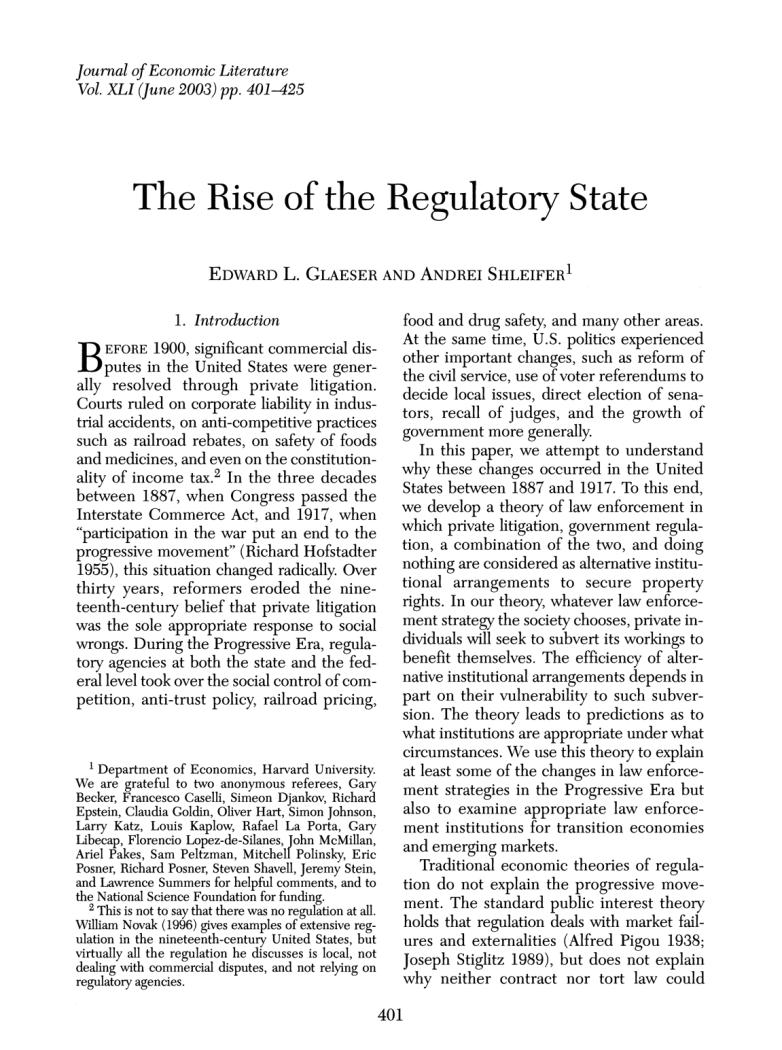 Journal of Economic Literature
Vol. XLI (June 2003) pp. 401–425
The Rise of the Regulatory State
EDWARD L. GLAESER AND ANDREI SHLEIFER1
1. Introduction
BEFORE 1900, significant commercial dis-
putes in the United States were gener-
ally resolved through private litigation.
Courts ruled on corporate liability in indus-
trial accidents, on anti-competitive practices
such as railroad rebates, on safety of foods
and medicines, and even on the constitution-
ality of income tax.2 In the three decades
between 1887, when Congress passed the
Interstate Commerce Act, and 1917, when
“participation in the war put an end to the
progressive movement” (Richard Hofstadter
1955), this situation changed radically. Over
thirty years, reformers eroded the nine-
teenth-century belief that private litigation
was the sole appropriate response to social
wrongs. During the Progressive Era, regula-
tory agencies at both the state and the fed-
eral level took over the social control of com-
petition, anti-trust policy, railroad pricing,
1 Department of Economics, Harvard University.
We are grateful to two anonymous referees, Gary
Becker, Francesco Caselli, Simeon Djankov, Richard
Epstein, Claudia Goldin, Oliver Hart, Simon Johnson,
Larry Katz, Louis Kaplow, Rafael La Porta, Gary
Libecap, Florencio Lopez-de-Silanes, John McMillan,
Ariel Pakes, Sam Peltzman, Mitchell Polinsky, Eric
Posner, Richard Posner, Steven Shavell, Jeremy Stein,
and Lawrence Summers for helpful comments, and to
the National Science Foundation for funding.
2 This is not to say that there was no regulation at all.
William Novak (1996) gives examples of extensive reg-
ulation in the nineteenth-century United States, but
virtually all the regulation he discusses is local, not
dealing with commercial disputes, and not relying on
regulatory agencies.
food and drug safety, and many other areas.
At the same time, U.S. politics experienced
other important changes, such as reform of
the civil service, use of voter referendums to
decide local issues, direct election of sena-
tors, recall of judges, and the growth of
government more generally.
In this paper, we attempt to understand
why these changes occurred in the United
States between 1887 and 1917. To this end,
we develop a theory of law enforcement in
which private litigation, government regula-
tion, a combination of the two, and doing
nothing are considered as alternative institu-
tional arrangements to secure property
rights. In our theory, whatever law enforce-
ment strategy the society chooses, private in-
dividuals will seek to subvert its workings to
benefit themselves. The efficiency of alter-
native institutional arrangements depends in
part on their vulnerability to such subver-
sion. The theory leads to predictions as to
what institutions are appropriate under what
circumstances. We use this theory to explain
at least some of the changes in law enforce-
ment strategies in the Progressive Era but
also to examine appropriate law enforce-
ment institutions for transition economies
and emerging markets.
Traditional economic theories of regula-
tion do not explain the progressive move-
ment. The standard public interest theory
holds that regulation deals with market fail-
ures and externalities (Alfred Pigou 1938;
Joseph Stiglitz 1989), but does not explain
why neither contract nor tort law could
401